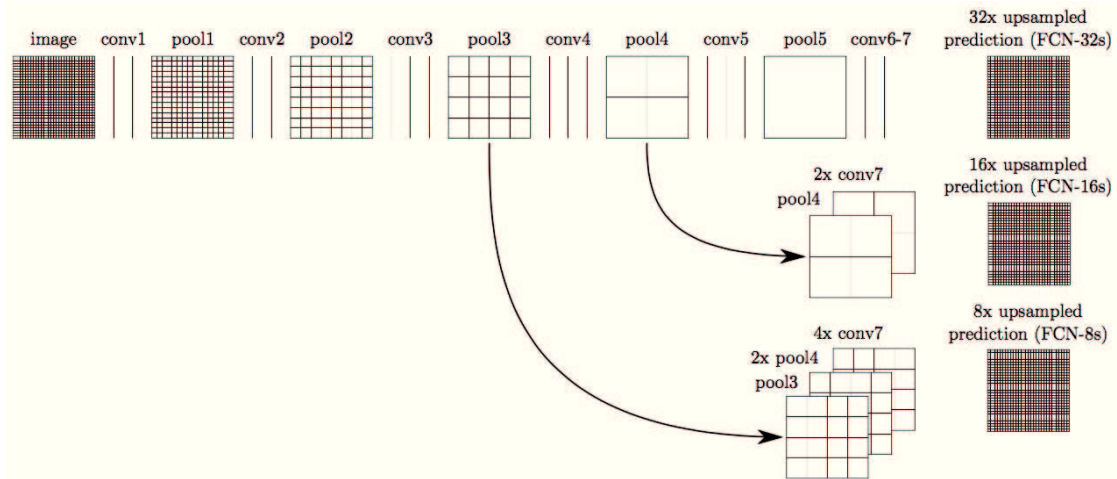 32x upsampled
image conv1 pool1 conv2 pool2 conv3 pool3 conv4 pool4 conv5 pool5 conv6-7 prediction (FCN-32s)
16x upsampled
2x conv7 prediction (FCN-16s)
pool4
8x upsampled
4x conv7 prediction (FCN-8s)
2x pool4
pool3